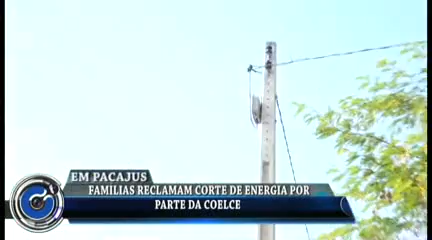 EM PACAJUS
FAMILIAS RECLAMAM CORTE DE ENERGIA POR
PARTE DA COELCE